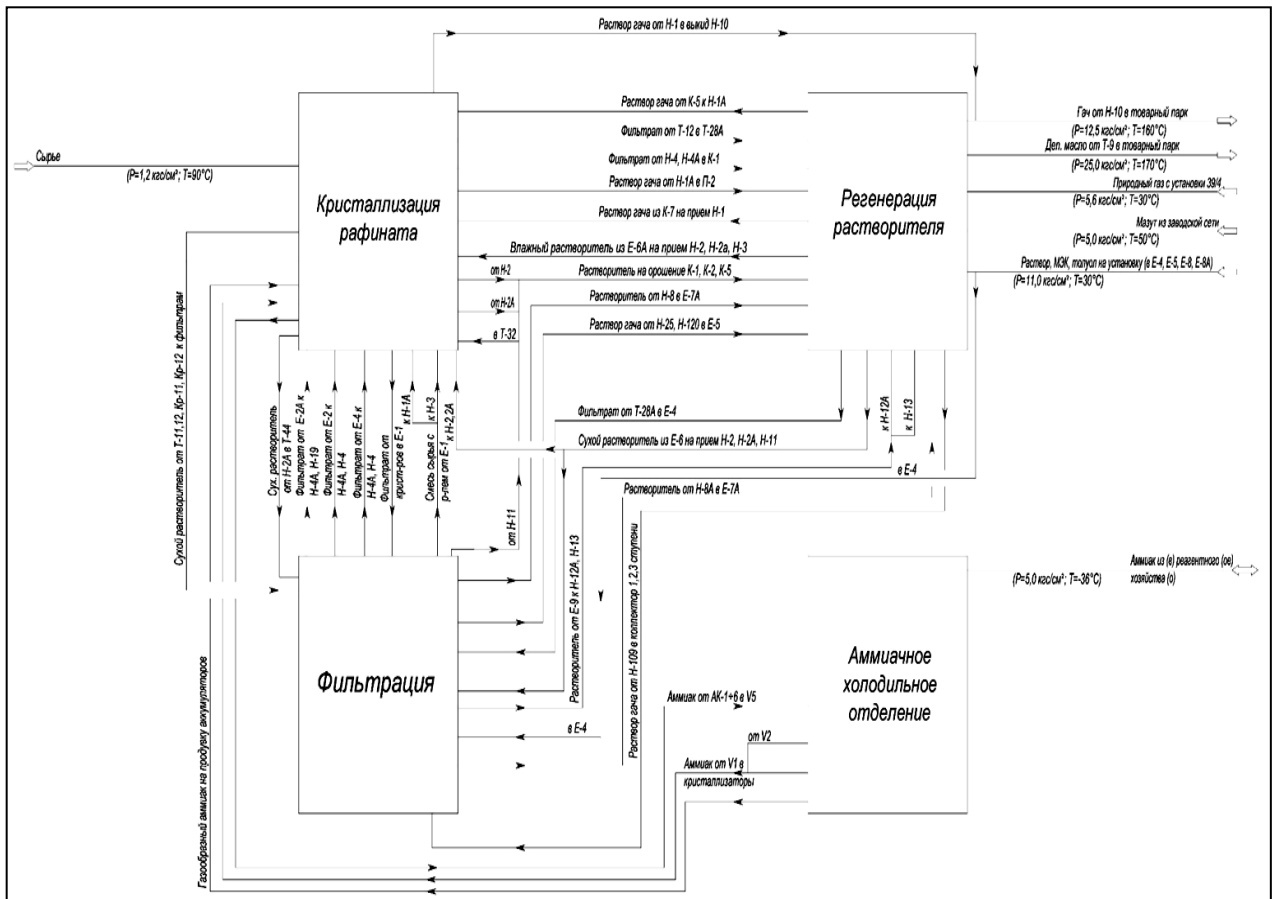 Раствор гача от Н-1 в выкид Н-10
Раствор гача от К-5 к Н-1А
Гач от Н-10 в товарный парк
(Р=12,5 кгс/см²; Т=160°С)
Фильтрат от Т-12 в Т-28А
Деп. масло от Т-9 в товарный парк
(Р=25,0 кгс/см²; Т=170°С)
Сырье
(Р=1,2 кгс/см²; Т=90°С)
Фильтрат от Н-4, Н-4А в К-1
Раствор гача от Н-1А в П-2
Природный газ с установки 39/4
(Р=5,6 кгс/см²; Т=30°С)
Кристаллизация
рафината
Регенерация
растворителя
Раствор гача из К-7 на прием Н-1
Мазут из заводской сети
(Р=5,0 кгс/см²; Т=50°С)
Влажный растворитель из Е-6А на прием Н-2, Н-2а, Н-3
от Н-2
Растворитель на орошение К-1, К-2, К-5
Раствор, МЭК, толуол на установку (в Е-4, Е-5, Е-8, Е-8А)
(Р=11,0 кгс/см²; Т=30°С)
от Н-2А
Растворитель от Н-8 в Е-7А
Раствор гача от Н-25, Н-120 в Е-5
в Т-32
Сухой растворитель от Т-11,12, Кр-11, Кр-12 к фильтрам
Сух. растворитель
от Н-2А в Т-44
Фильтрат от Е-2А к
Н-4А, Н-19
Фильтрат от Е-2 к
Н-4А, Н-4
Фильтрат от Е-4 к
Н-4А, Н-4
Фильтрат от
крист-ров в Е-1
к Н-1А
Смесь сырья с
р-лем от Е-1
к Н-3
к Н-2,2А
Фильтрат от Т-28А в Е-4
к Н-12А
к Н-13
Сухой растворитель из Е-6 на прием Н-2, Н-2А, Н-11
в Е-4
Растворитель от Н-8А в Е-7А
от Н-11
Растворитель от Е-9 к Н-12А, Н-13
Раствор гача от Н-109 в коллектор 1,2,3 ступени
Аммиак из (в) реагентного (ое)
хозяйства (о)
(Р=5,0 кгс/см²; Т=-36°С)
Фильтрация
Аммиачное
холодильное
отделение
Газообразный аммиак на продувку аккумуляторов
Аммиак от АК-1÷6 в V5
в Е-4
от V2
Аммиак от V1 в
кристаллизаторы